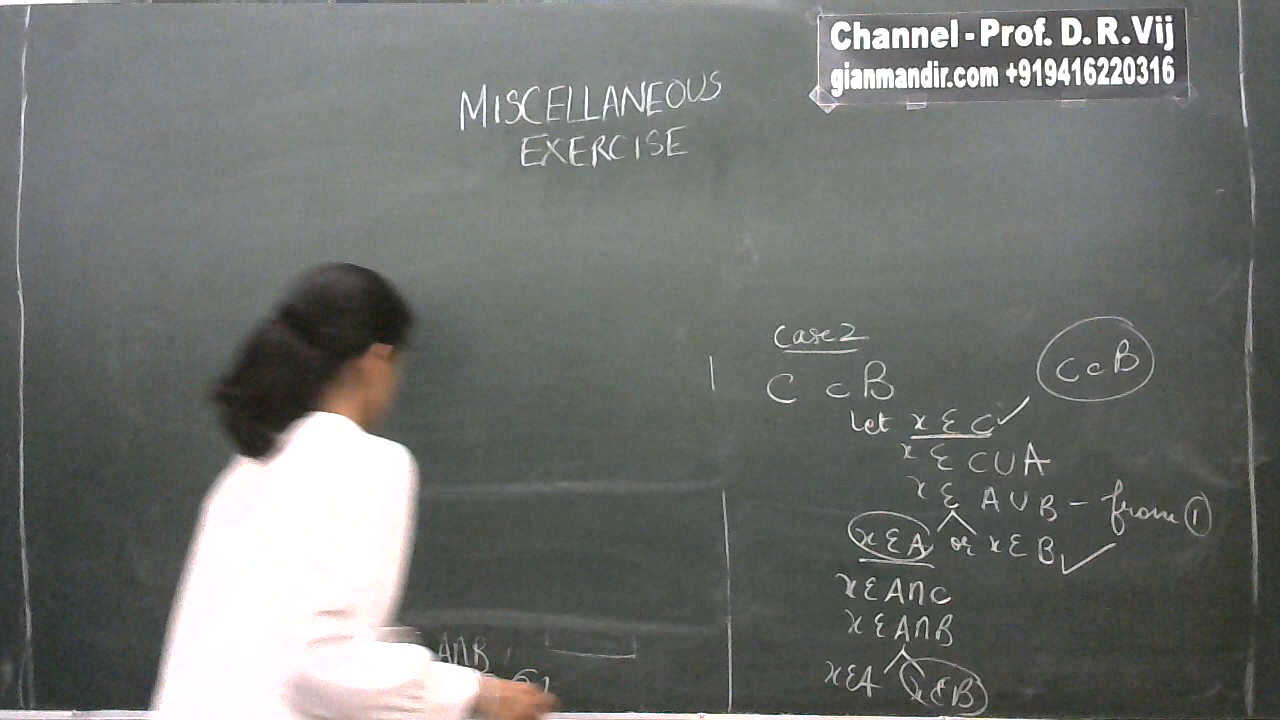 Channel - Prof. D. R. Vij
gianmandir.com +919416220316
MISCELLANEOUS
EXERCISE
Case 2
C ⊂ B
C ⊂ B
Let x ∈ C ✓
x ∈ C ∪ A
x ∈ A ∪ B - from ①
x ∈ A or x ∈ B ✓
x ∈ A ∩ C
x ∈ A ∩ B
x ∈ A x ∈ B
A ∩ B